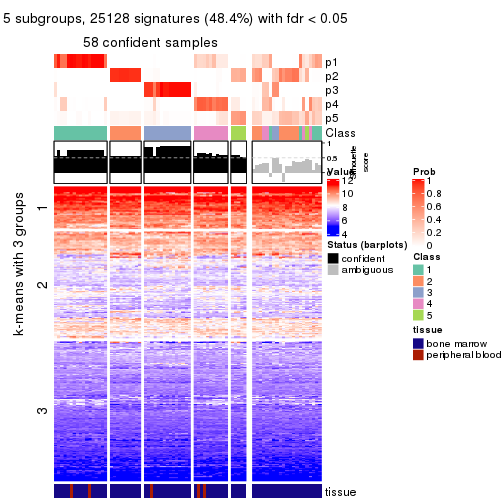 5 subgroups, 25128 signatures (48.4%) with fdr < 0.05
58 confident samples
p1
p2
p3
p4
p5
Class
1
0.5
0
silhouette
score
k-means with 3 groups
1
2
3
Value
12
10
8
6
4
Status (barplots)
confident
ambiguous
Prob
1
0.8
0.6
0.4
0.2
0
Class
1
2
3
4
5
tissue
bone marrow
peripheral blood
tissue